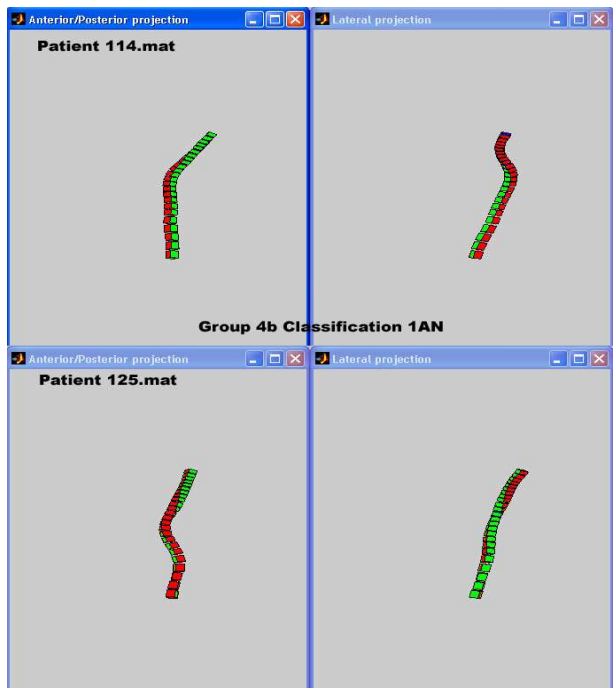 Anterior/Posterior projection
Lateral projection
Patient 114.mat
Group 4b Classification 1AN
Anterior/Posterior projection
Lateral projection
Patient 125.mat